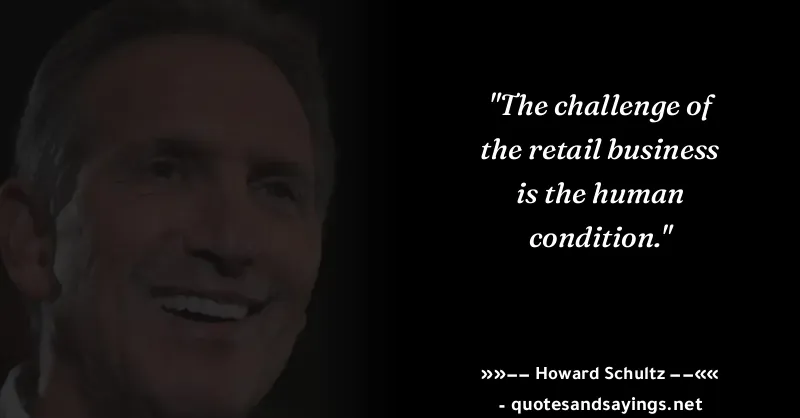 "The challenge of
the retail business
is the human
condition."
»»−− Howard Schultz −−««
- quotesandsayings.net